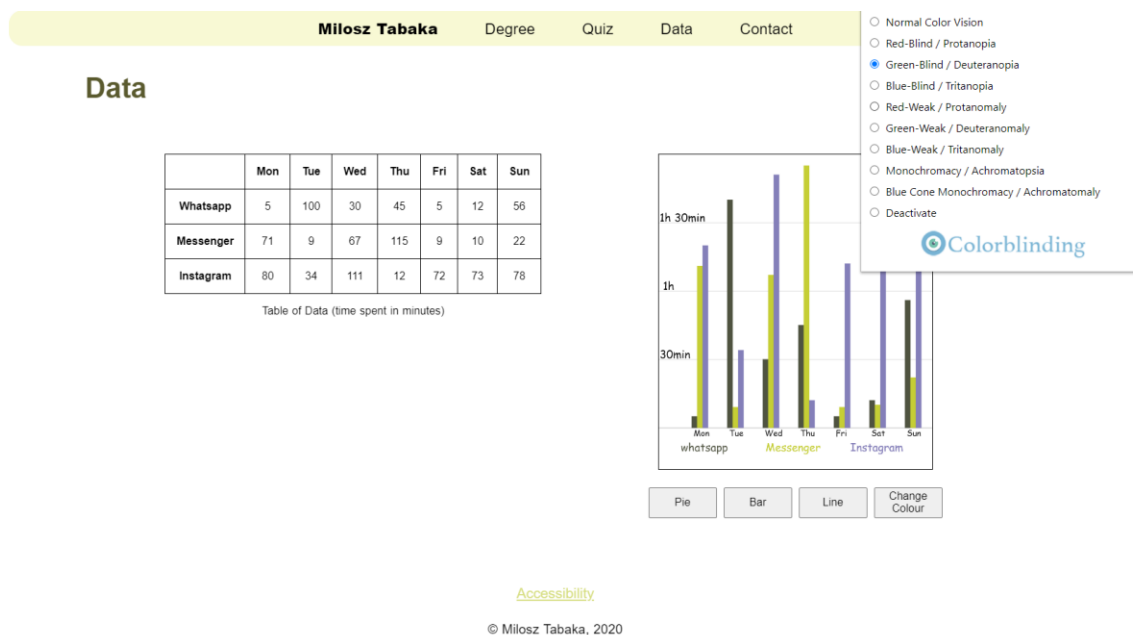 Milosz Tabaka Degree Quiz Data Contact
Normal Color Vision
Red-Blind / Protanopia
Green-Blind / Deuteranopia
Blue-Blind / Tritanopia
Red-Weak / Protanomaly
Green-Weak / Deuteranomaly
Blue-Weak / Tritanomaly
Monochromacy / Achromatopsia
Blue Cone Monochromacy / Achromatomaly
Deactivate
Colorblinding
Data
Mon Tue Wed Thu Fri Sat Sun
Whatsapp 5 100 30 45 5 12 56
Messenger 71 9 67 115 9 10 22
Instagram 80 34 111 12 72 73 78
Table of Data (time spent in minutes)
1h 30min
1h
30min
Mon Tue Wed Thu Fri Sat Sun
whatsapp Messenger Instagram
Pie Bar Line Change
Colour
Accessibility
© Milosz Tabaka, 2020